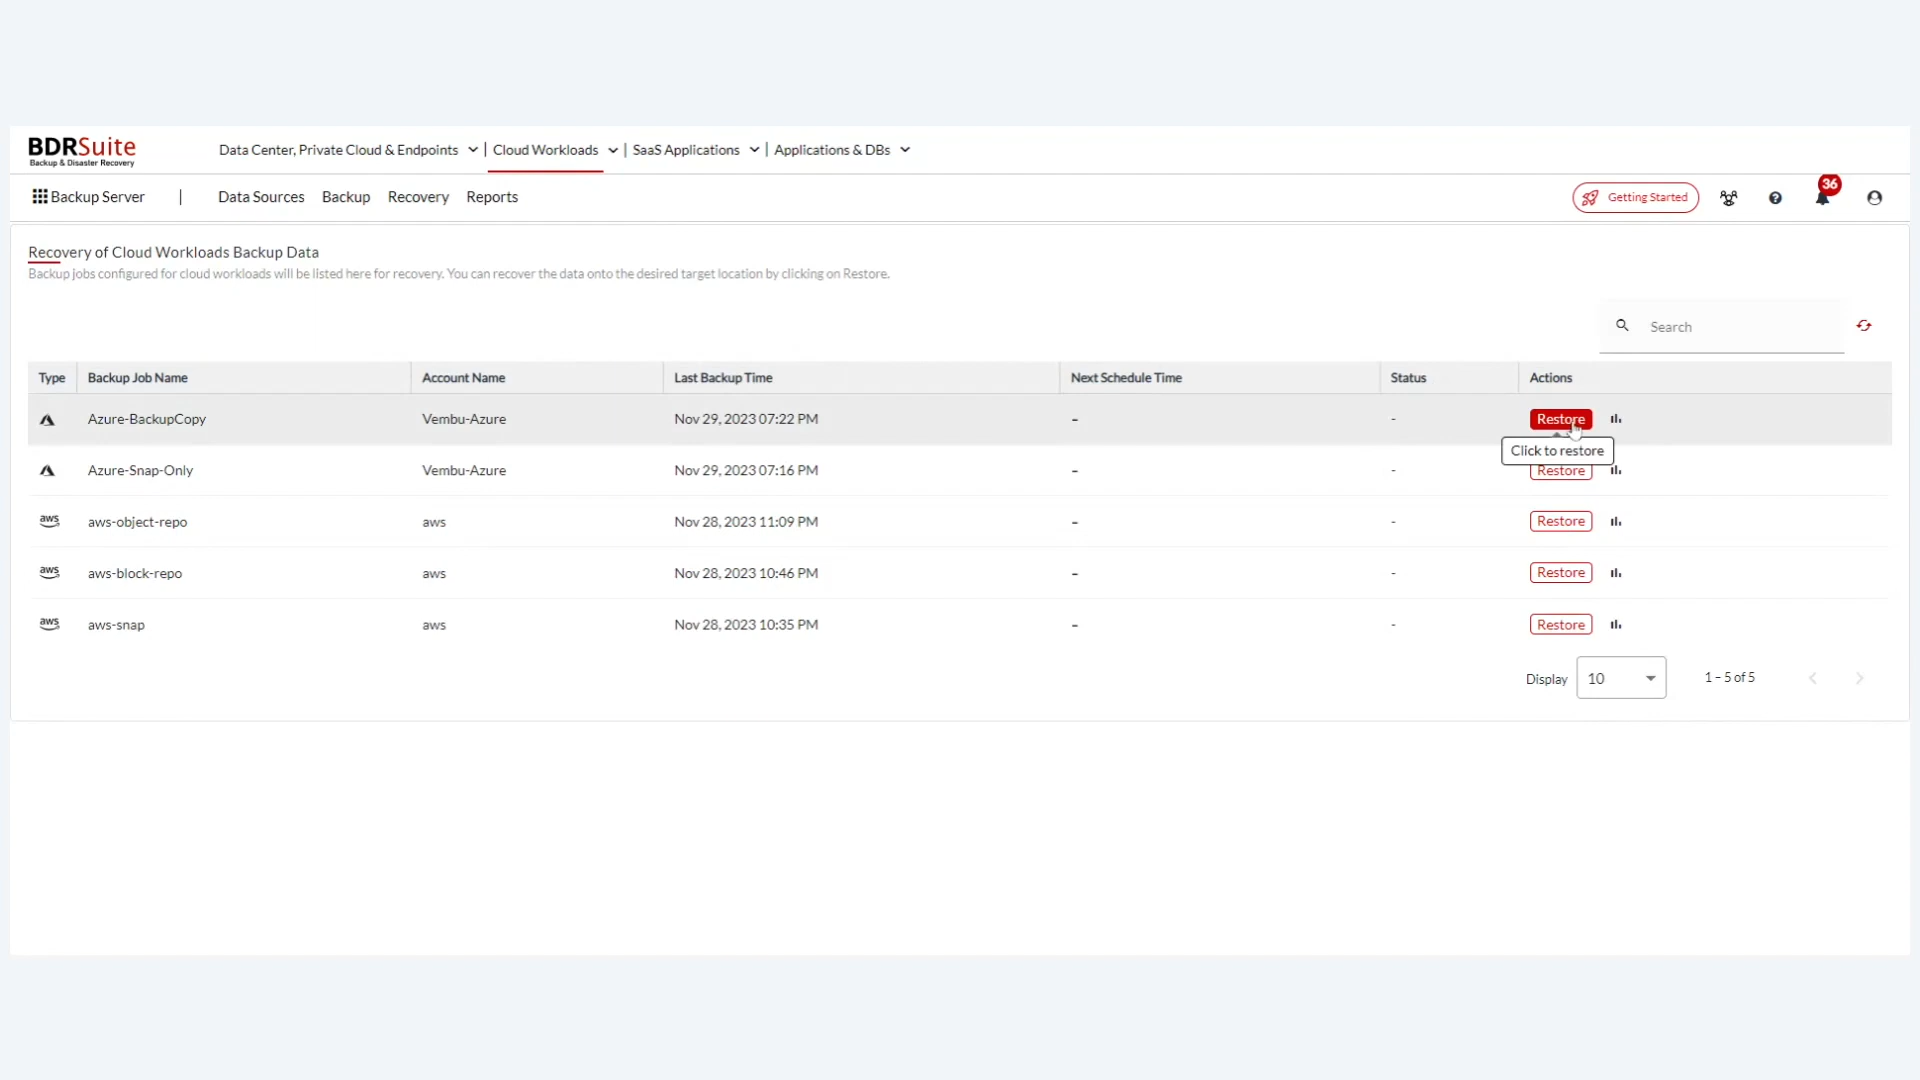 BDRSuite
Backup & Disaster Recovery
Data Center, Private Cloud & Endpoints | Cloud Workloads | SaaS Applications | Applications & DBs
Backup Server | Data Sources Backup Recovery Reports Getting Started 36
Recovery of Cloud Workloads Backup Data
Backup jobs configured for cloud workloads will be listed here for recovery. You can recover the data onto the desired target location by clicking on Restore.
Search
Type Backup Job Name Account Name Last Backup Time Next Schedule Time Status Actions
Azure-BackupCopy Vembu-Azure Nov 29, 2023 07:22 PM - - Restore
Click to restore
Azure-Snap-Only Vembu-Azure Nov 29, 2023 07:16 PM - - Restore
aws aws-object-repo aws Nov 28, 2023 11:09 PM - - Restore
aws aws-block-repo aws Nov 28, 2023 10:46 PM - - Restore
aws aws-snap aws Nov 28, 2023 10:35 PM - - Restore
Display 10 1 - 5 of 5